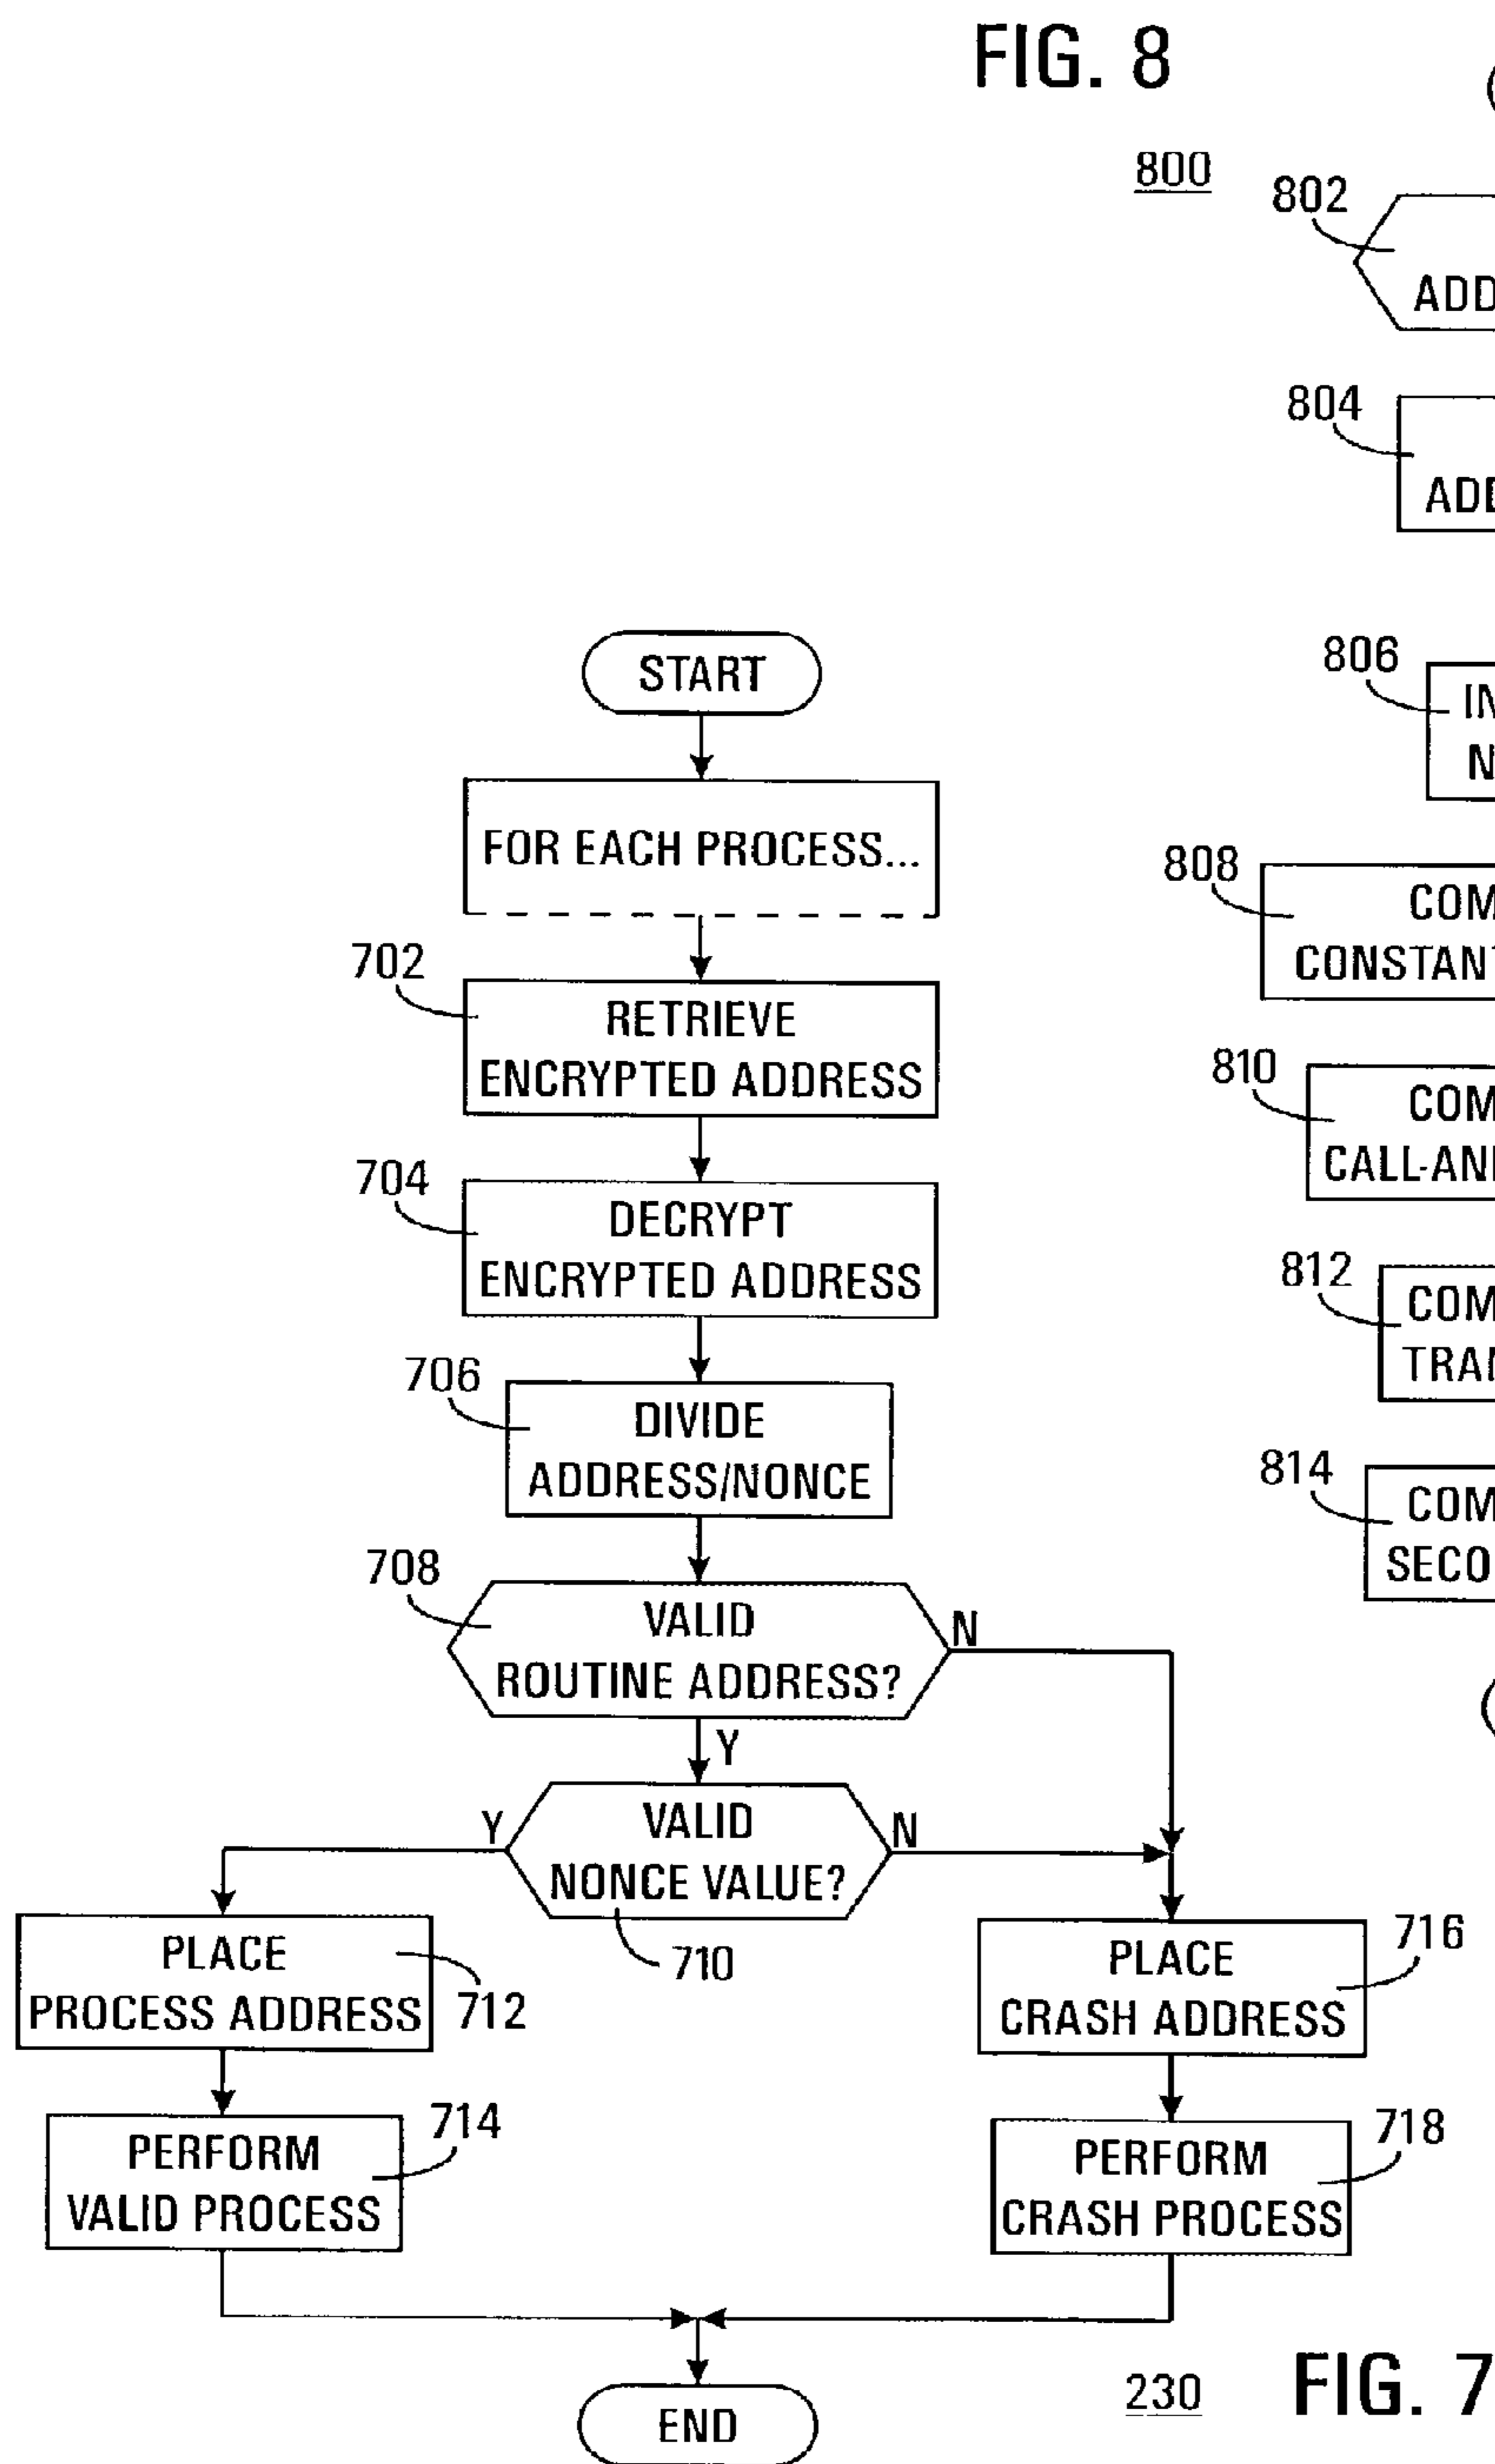 FIG. 8
800
802
ADD
804
ADD
START
FOR EACH PROCESS...
702
RETRIEVE
ENCRYPTED ADDRESS
704
DECRYPT
ENCRYPTED ADDRESS
706
DIVIDE
ADDRESS/NONCE
708
VALID
ROUTINE ADDRESS?
N
Y
VALID
NONCE VALUE?
Y
N
710
PLACE
PROCESS ADDRESS
712
PERFORM
VALID PROCESS
714
PLACE
CRASH ADDRESS
716
PERFORM
CRASH PROCESS
718
END
230
FIG. 7
806
IN
N
808
COM
CONSTANT
810
COM
CALL-AN
812
COM
TRAN
814
COM
SECO